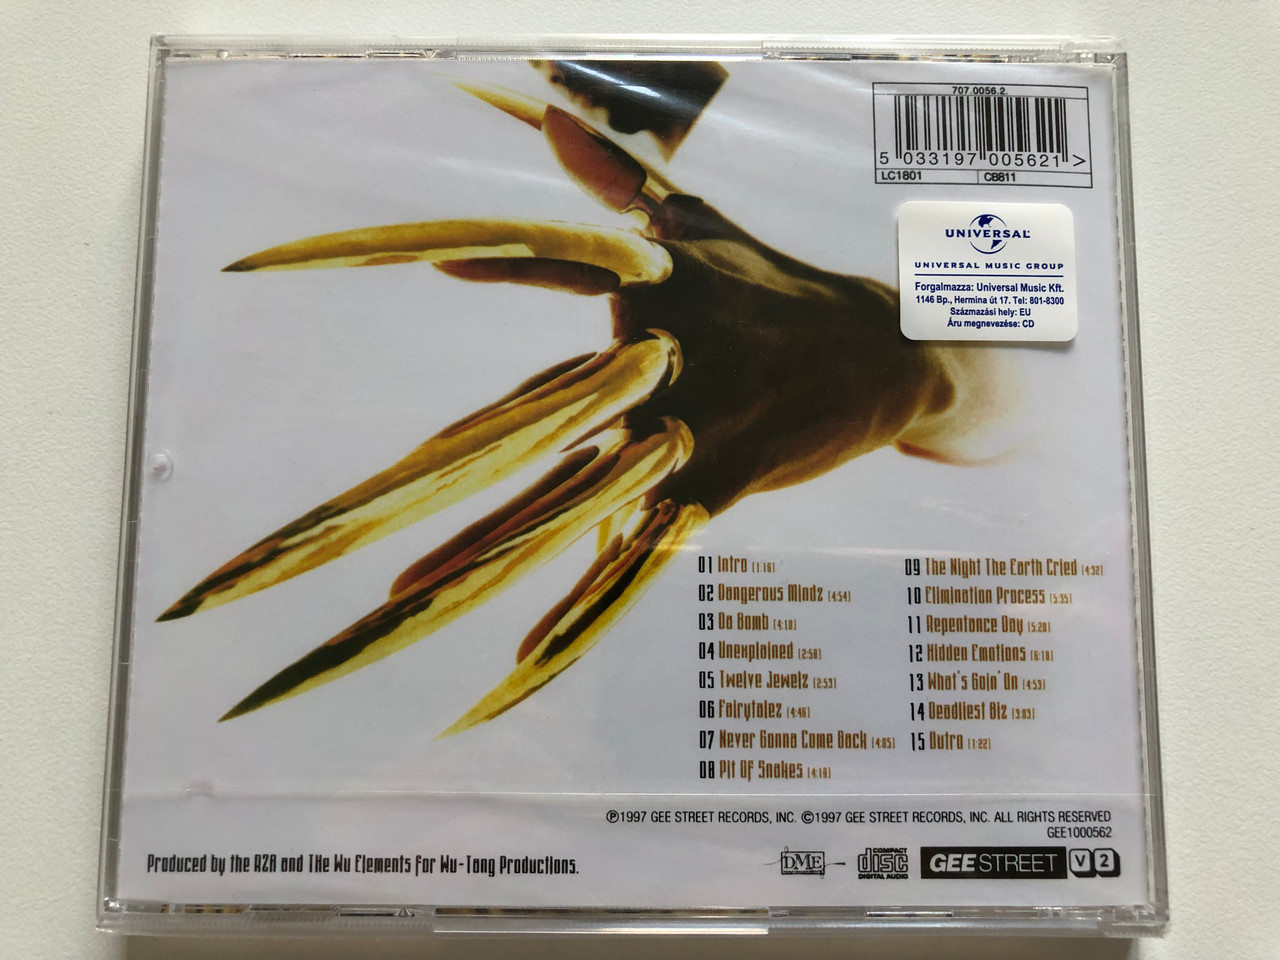 707.0056.2.
5 033197 005621 >
LC1801 CB811
UNIVERSAL
UNIVERSAL MUSIC GROUP
Forgalmazza: Universal Music Kft.
1146 Bp., Hermina út 17. Tel: 801-8300
Származási hely: EU
Áru megnevezése: CD
01 Intro (1:16)
02 Dangerous Mindz (4:54)
03 Da Bomb (4:10)
04 Unexplained (2:50)
05 Twelve Jewelz (2:53)
06 Fairytalez (4:46)
07 Never Gonna Come Back (4:05)
08 Pit Of Snakes (4:10)
09 The Night The Earth Cried (4:32)
10 Elimination Process (5:35)
11 Repentance Day (5:20)
12 Hidden Emotions (6:10)
13 What's Goin' On (4:53)
14 Deadliest Biz (3:03)
15 Outro (1:22)
℗1997 GEE STREET RECORDS, INC. ©1997 GEE STREET RECORDS, INC. ALL RIGHTS RESERVED
GEE1000562
Produced by the RZA and THe Wu Elements for Wu-Tang Productions.
DME
COMPACT
disc
DIGITAL AUDIO
GEE STREET
V2